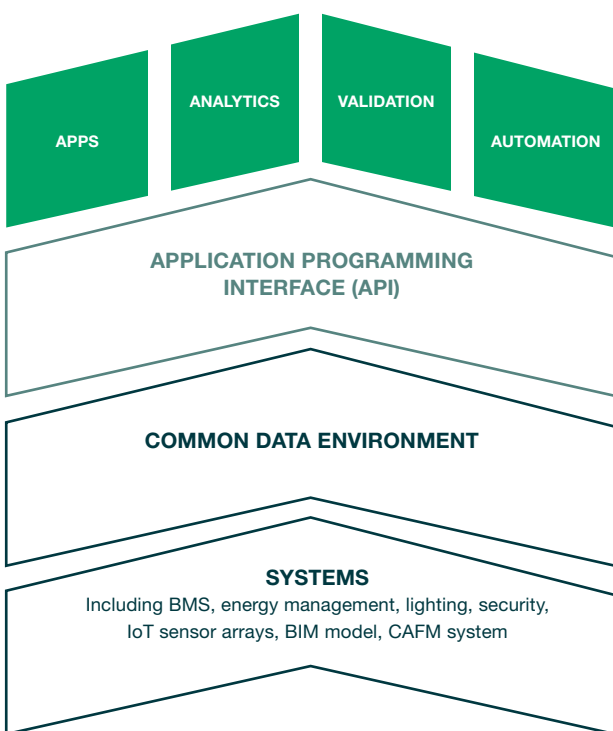 APPS
ANALYTICS
VALIDATION
AUTOMATION
APPLICATION PROGRAMMING
INTERFACE (API)
COMMON DATA ENVIRONMENT
SYSTEMS
Including BMS, energy management, lighting, security,
IoT sensor arrays, BIM model, CAFM system